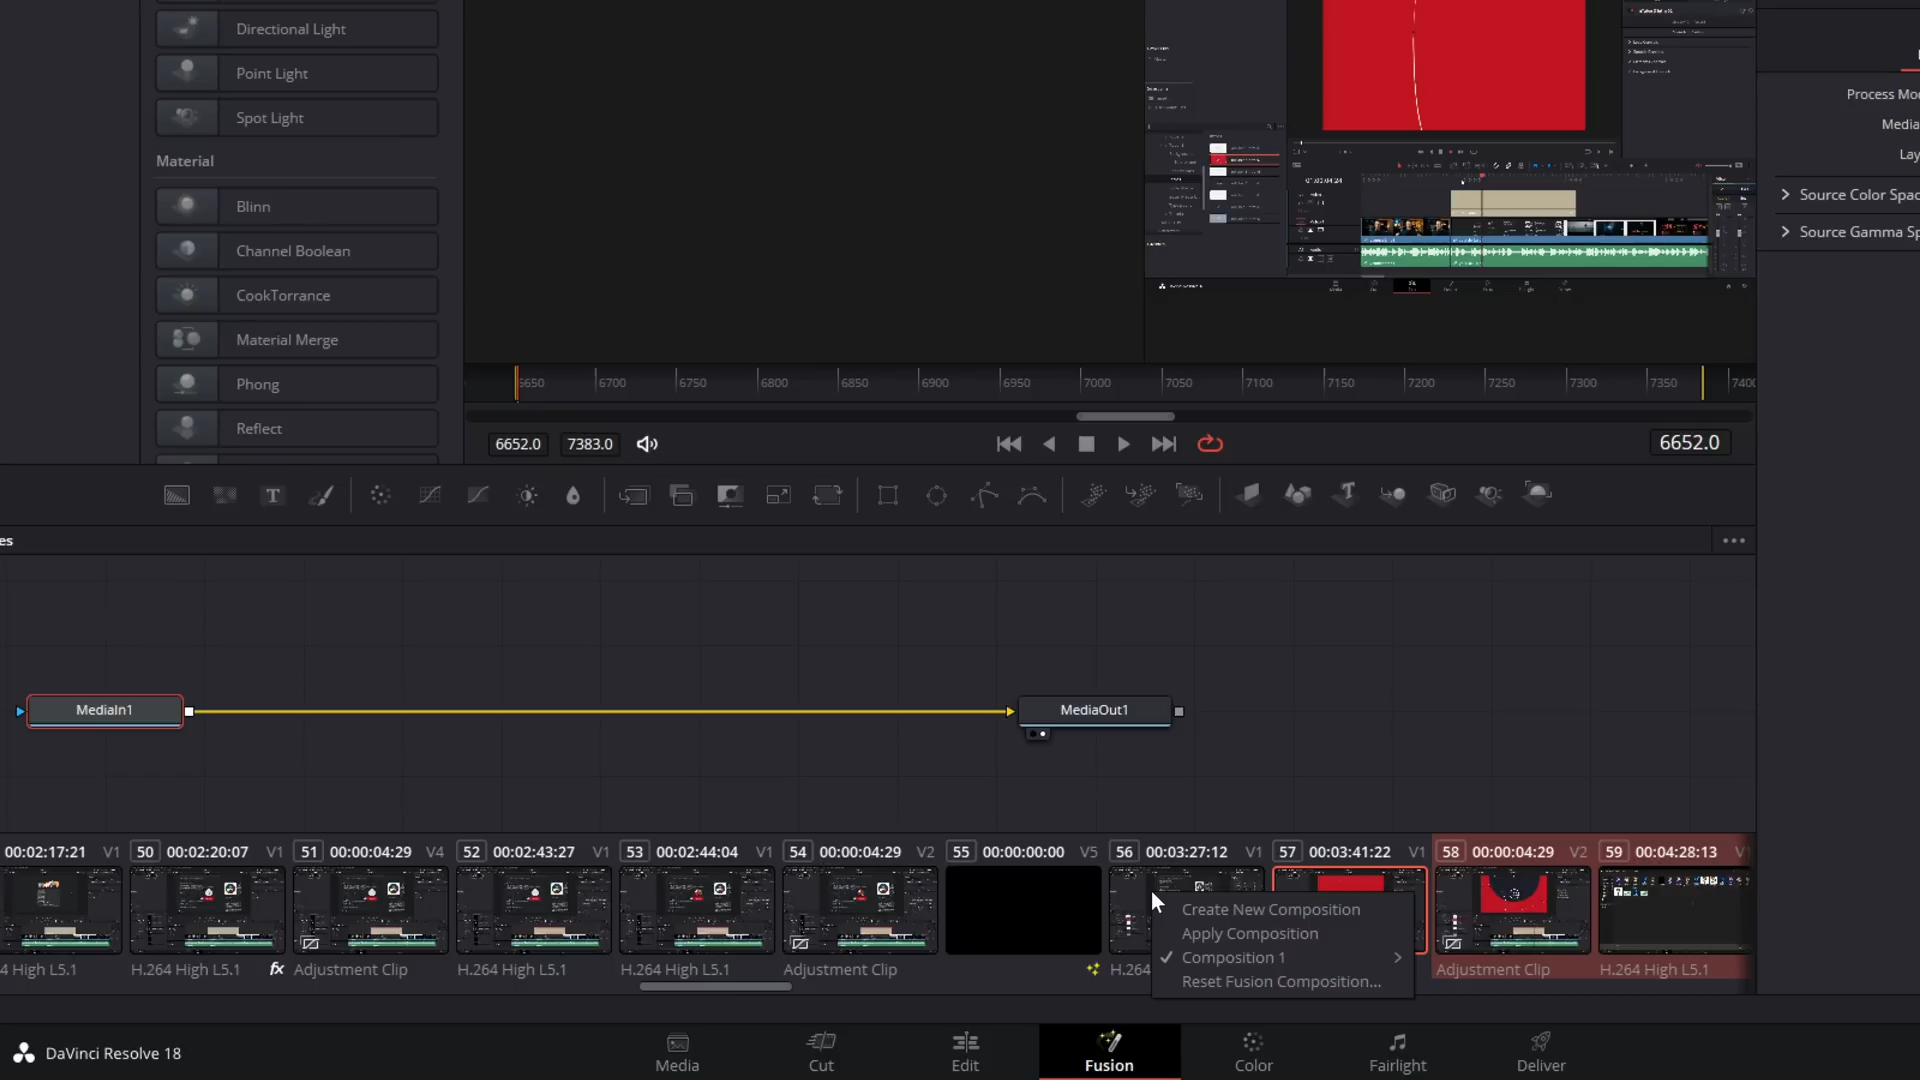 Directional Light
Point Light
Spot Light
Material
Blinn
Channel Boolean
CookTorrance
Material Merge
Phong
Reflect
Process Mo
Media
Lay
Source Color Spac
Source Gamma Sp
6650 6700 6750 6800 6850 6900 6950 7000 7050 7100 7150 7200 7250 7300 7350 7400
6652.0 7383.0 6652.0
T
es
MediaIn1
MediaOut1
00:02:17:21 V1 50 00:02:20:07 V1 51 00:00:04:29 V4 52 00:02:43:27 V1 53 00:02:44:04 V1 54 00:00:04:29 V2 55 00:00:00:00 V5 56 00:03:27:12 V1 57 00:03:41:22 V1 58 00:00:04:29 V2 59 00:04:28:13 V1
Create New Composition
Apply Composition
Composition 1
Reset Fusion Composition...
4 High L5.1 H.264 High L5.1 fx Adjustment Clip H.264 High L5.1 H.264 High L5.1 Adjustment Clip H.264 Adjustment Clip H.264 High L5.1
DaVinci Resolve 18
Media Cut Edit Fusion Color Fairlight Deliver